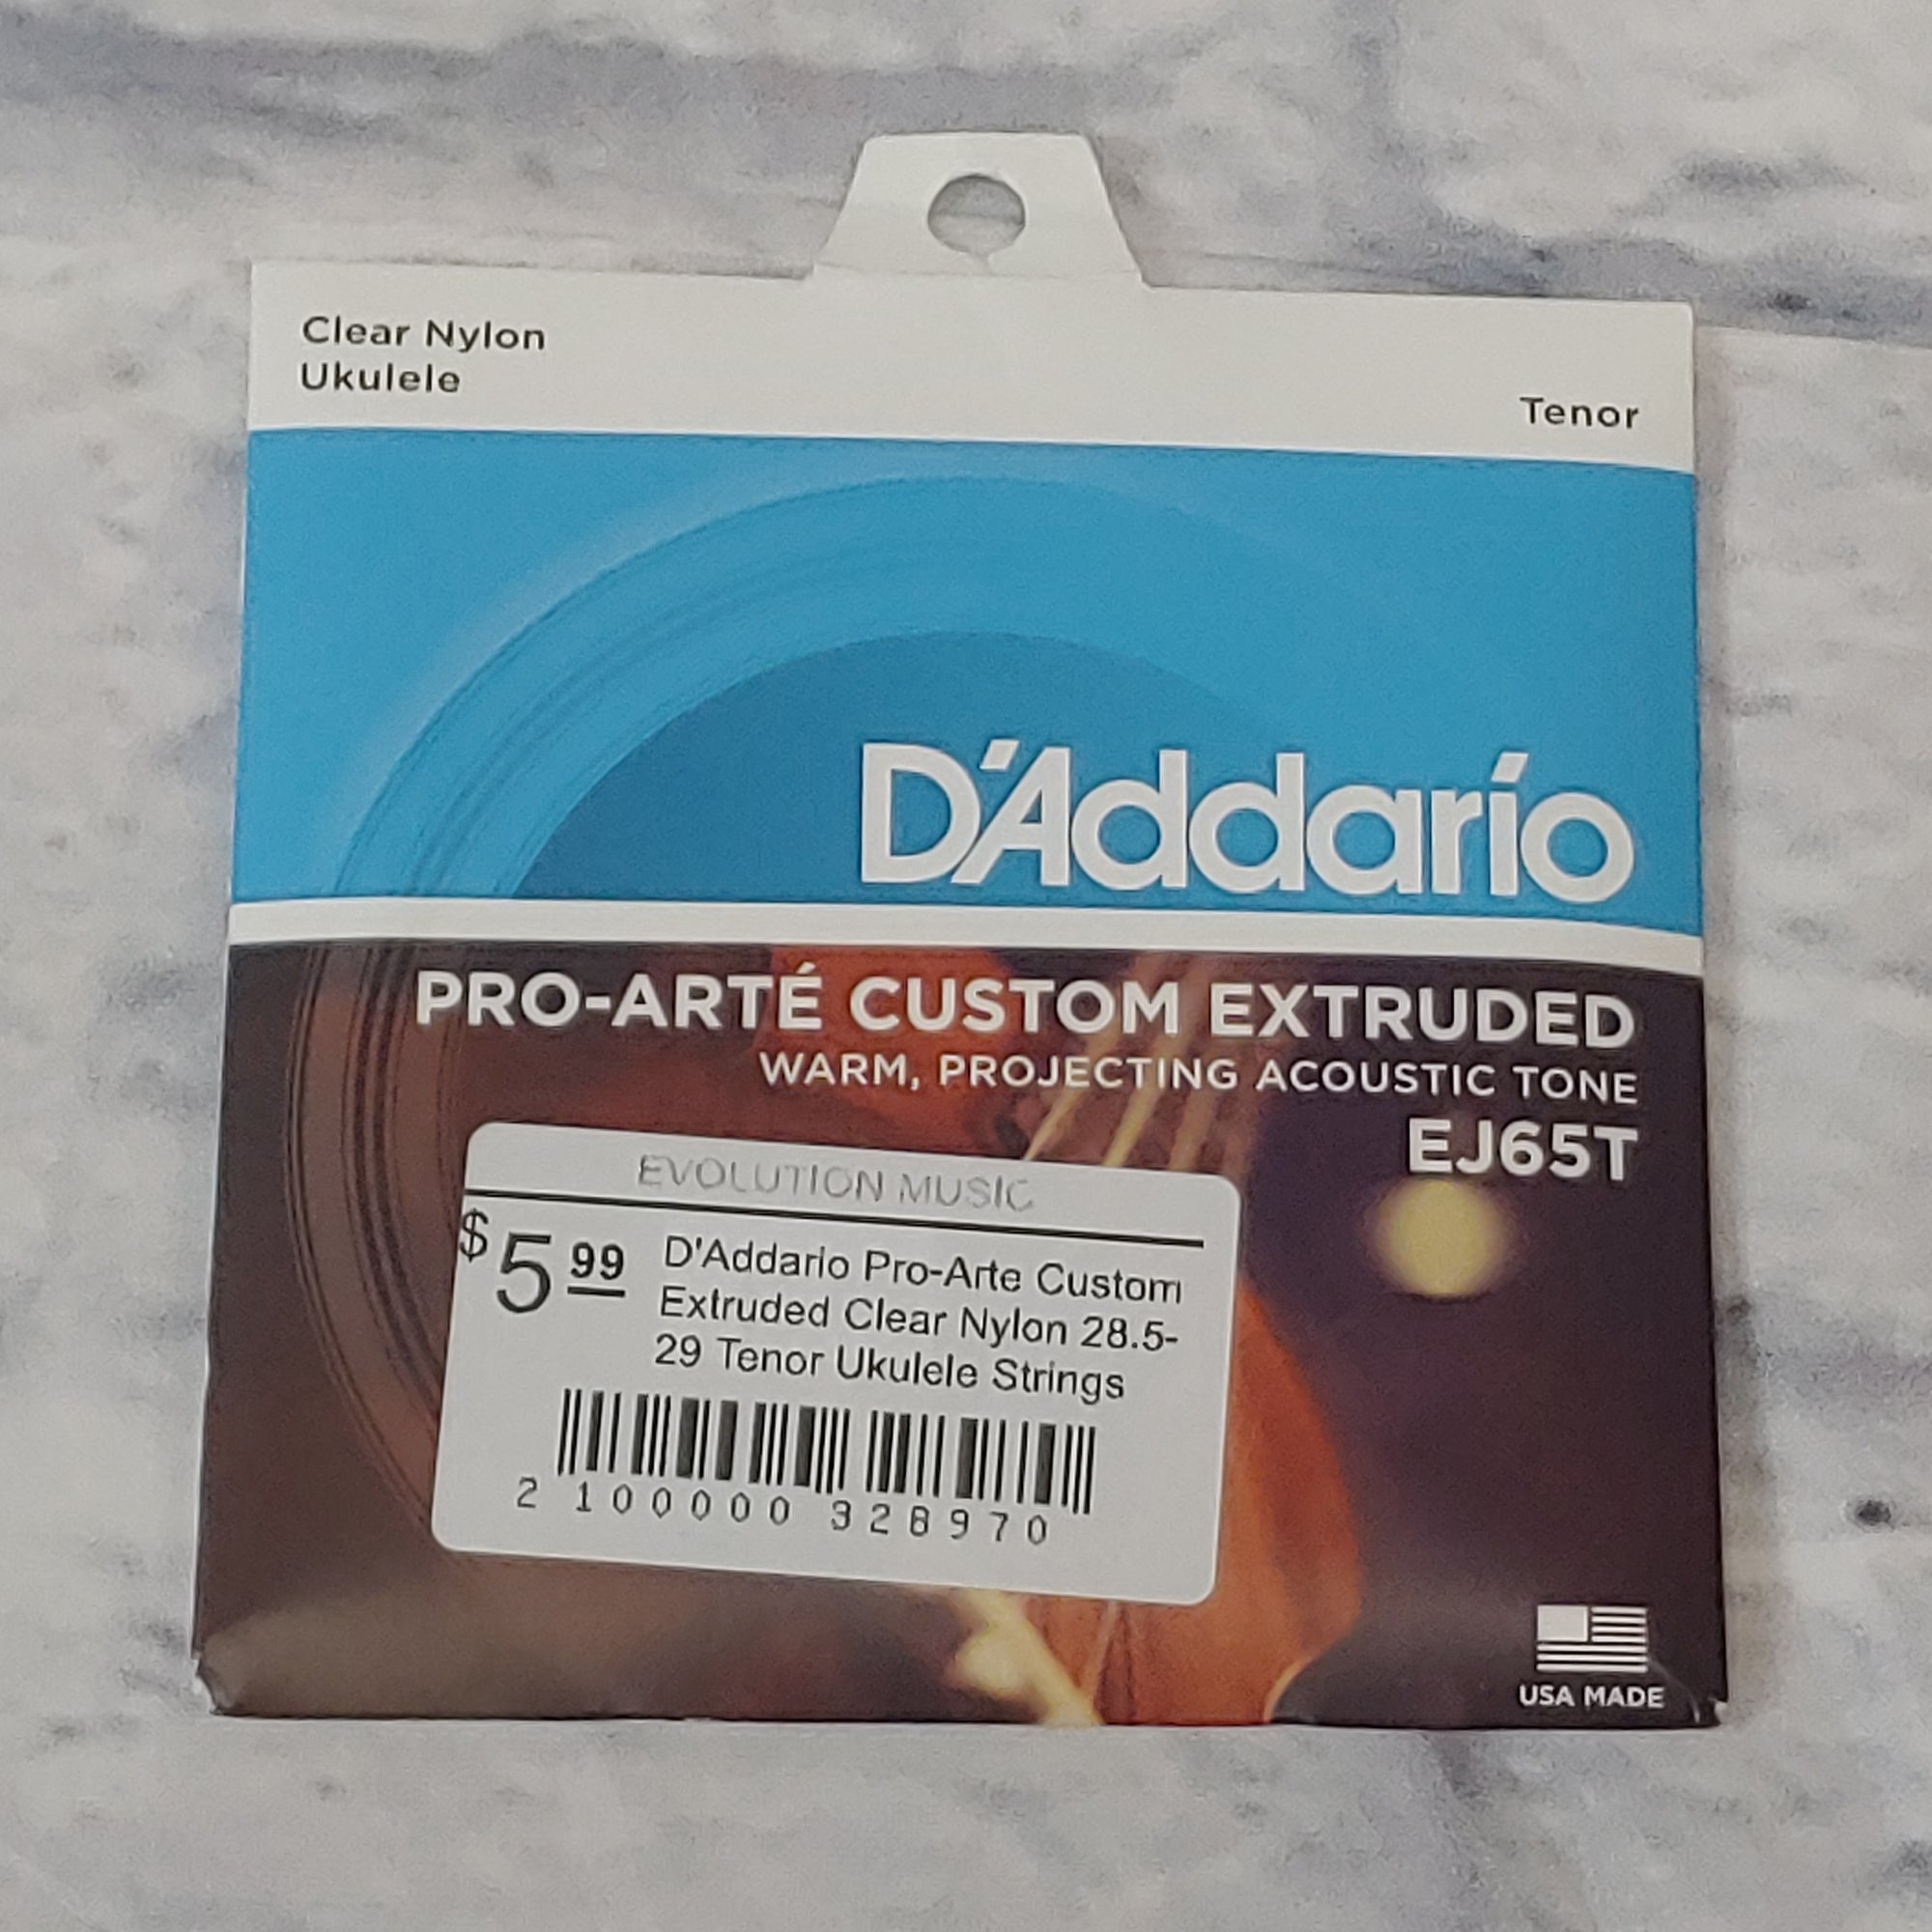 Clear Nylon
Ukulele
Tenor
D'Addario
PRO-ARTÉ CUSTOM EXTRUDED
WARM, PROJECTING ACOUSTIC TONE
EJ65T
EVOLUTION MUSIC
$5 99
D'Addario Pro-Arte Custom
Extruded Clear Nylon 28.5-
29 Tenor Ukulele Strings
2 100000 328970
USA MADE